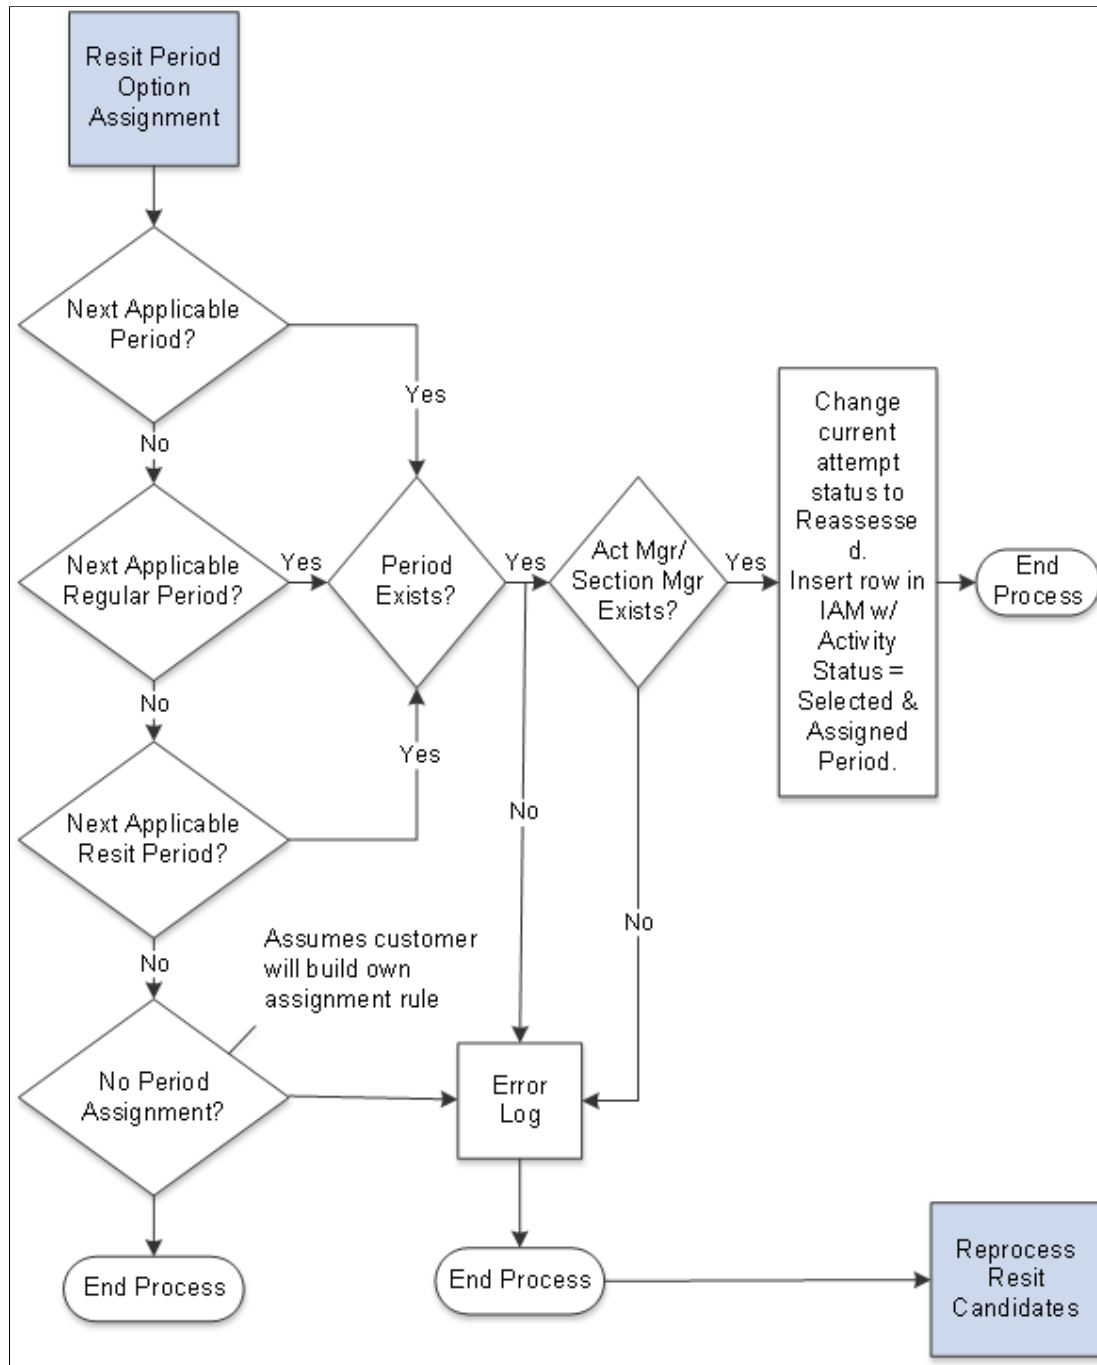 Resit Period
Option
Assignment
Next Applicable
Period?
Yes
No
Next Applicable
Regular Period?
Yes
Period
Exists?
Yes
Act Mgr/
Section Mgr
Exists?
Yes
Change
current
attempt
status to
Reassesse
d.
Insert row in
IAM w/
Activity
Status =
Selected &
Assigned
Period.
End
Process
No
Next Applicable
Resit Period?
Yes
No
No
No
Assumes customer
will build own
assignment rule
No Period
Assignment?
Error
Log
End Process
End Process
Reprocess
Resit
Candidates